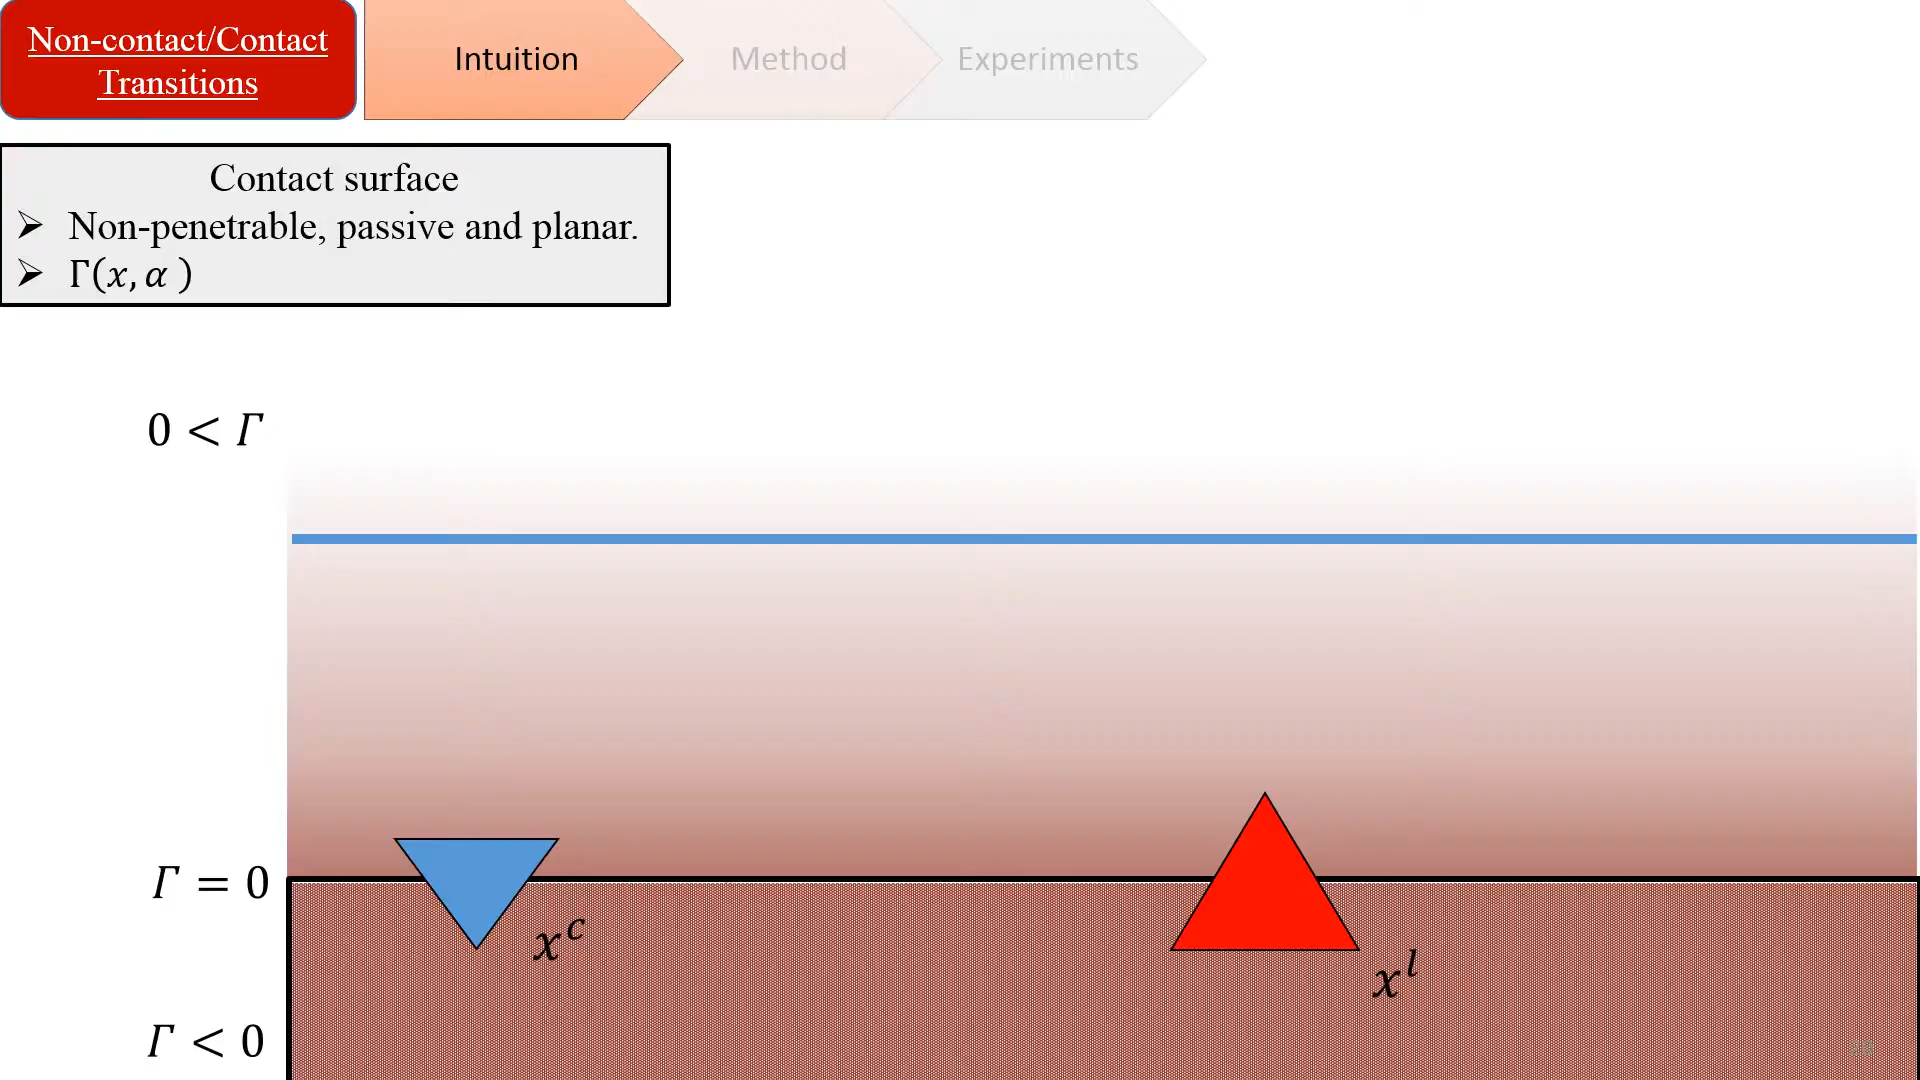 Non-contact/Contact
Transitions
Intuition
Method
Experiments
Contact surface
➢ Non-penetrable, passive and planar.
➢ Γ(x, α )
0 < Γ
Γ = 0
x^c
x^l
Γ < 0